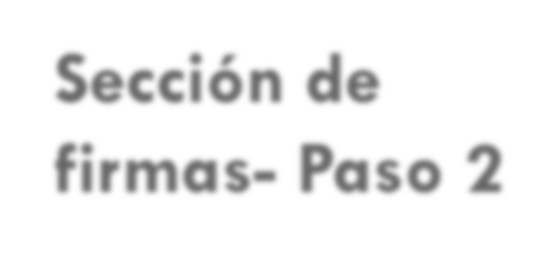 Sección de
firmas- Paso 2